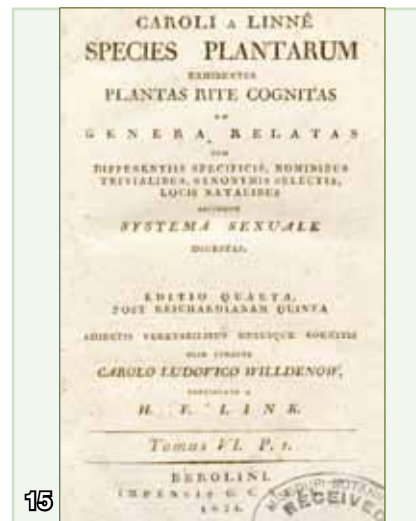 CAROLI A LINNÉ
SPECIES PLANTARUM
EXHIBENTES
PLANTAS RITE COGNITAS
AD
GENERA RELATAS
CUM
DIFFERENTIIS SPECIFICIS, NOMINIBUS
TRIVIALIBUS, SYNONYMIS SELECTIS,
LOCIS NATALIBUS
SECUNDUM
SYSTEMA SEXUALE
DIGESTAS.
EDITIO QUARTA,
POST REICHARDIANAM QUINTA
ADJECTIS VEGETABILIBUS HUCUSQUE COGNITIS
OLIM CURANTE
CAROLO LUDOVICO WILLDENOW,
CONTINUATA A
H. F. LINK.
Tomus VI. P. 1.
BEROLINI.
IMPENSIS G. C.
RECEIVED
15